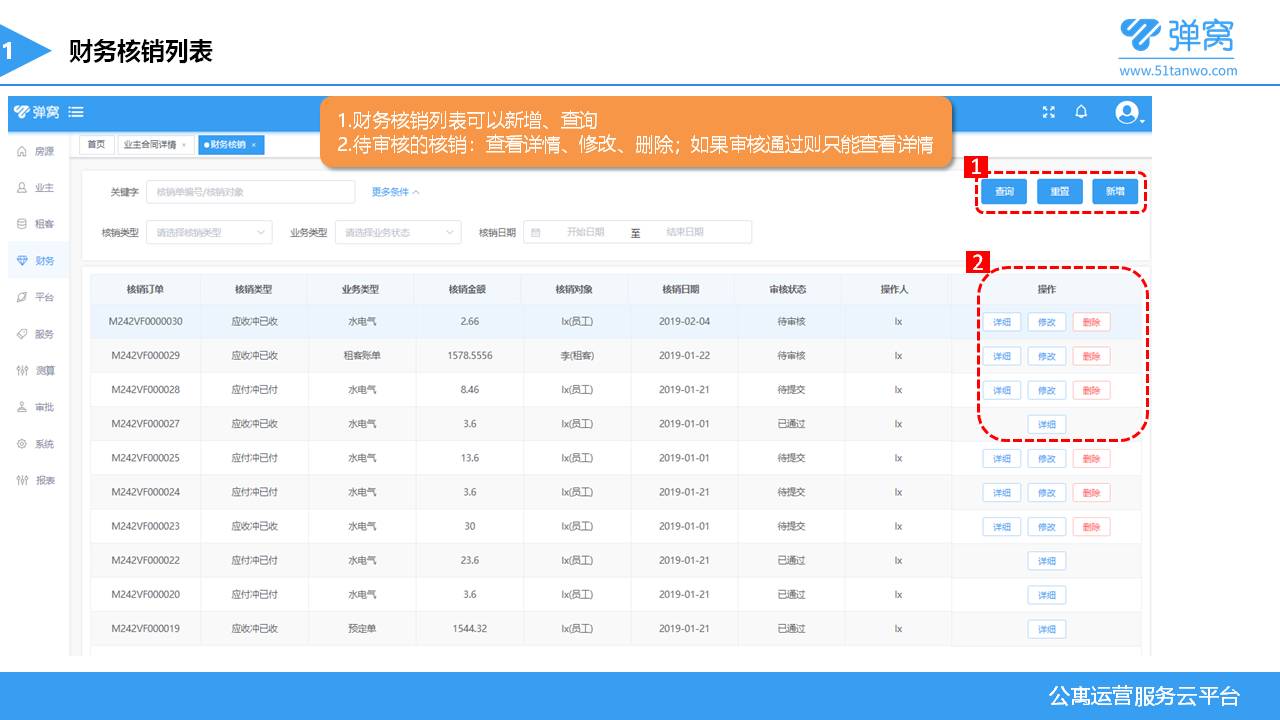 1
财务核销列表
弹窝
www.51tanwo.com
弹窝
1.财务核销列表可以新增、查询
2.待审核的核销：查看详情、修改、删除；如果审核通过则只能查看详情
房源
业主
租客
财务
平台
服务
测算
审批
系统
报表
首页 业主合同详情 × 财务核销 ×
1
关键字 核销单编号/核销对象 更多条件
查询 重置 新增
核销类型 请选择核销类型 业务类型 请选择业务状态 核销日期 开始日期 至 结束日期
2
核销订单 核销类型 业务类型 核销金额 核销对象 核销日期 审核状态 操作人 操作
M242VF0000030 应收冲已收 水电气 2.66 lx(员工) 2019-02-04 待审核 lx 详细 修改 删除
M242VF000029 应收冲已收 租客账单 1578.5556 李(租客) 2019-01-22 待审核 lx 详细 修改 删除
M242VF000028 应付冲已付 水电气 8.46 lx(员工) 2019-01-21 待提交 lx 详细 修改 删除
M242VF000027 应收冲已收 水电气 3.6 lx(员工) 2019-01-01 已通过 lx 详细
M242VF000025 应付冲已付 水电气 13.6 lx(员工) 2019-01-01 待提交 lx 详细 修改 删除
M242VF000024 应付冲已付 水电气 3.6 lx(员工) 2019-01-21 待提交 lx 详细 修改 删除
M242VF000023 应收冲已收 水电气 30 lx(员工) 2019-01-01 待提交 lx 详细 修改 删除
M242VF000022 应付冲已付 水电气 23.6 lx(员工) 2019-01-21 已通过 lx 详细
M242VF000020 应付冲已付 水电气 3.6 lx(员工) 2019-01-21 已通过 lx 详细
M242VF000019 应收冲已收 预定单 1544.32 lx(员工) 2019-01-21 已通过 lx 详细
公寓运营服务云平台